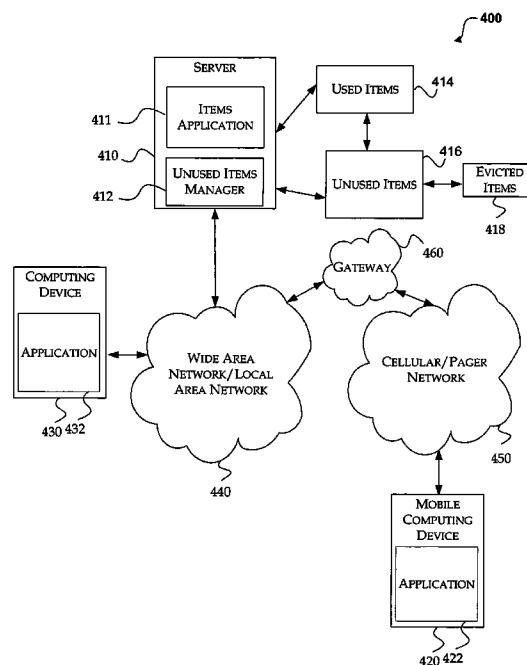 400
SERVER
411
ITEMS
APPLICATION
410
412
UNUSED ITEMS
MANAGER
USED ITEMS
414
416
UNUSED ITEMS
EVICTED
ITEMS
418
460
GATEWAY
COMPUTING
DEVICE
APPLICATION
430
432
WIDE AREA
NETWORK/LOCAL
AREA NETWORK
440
CELLULAR/PAGER
NETWORK
450
MOBILE
COMPUTING
DEVICE
APPLICATION
420
422